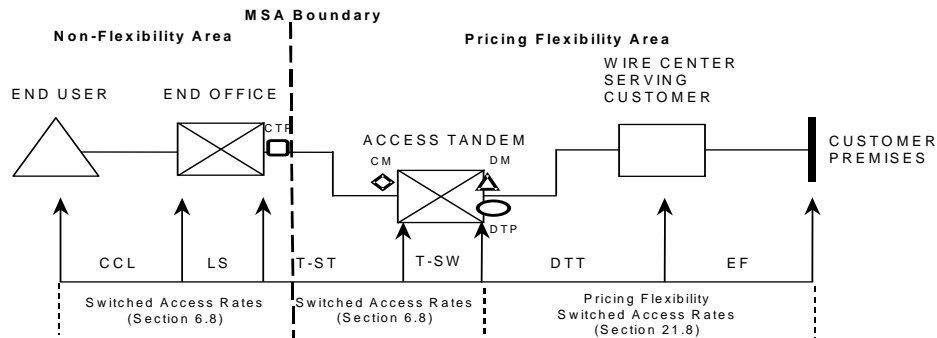 MSA Boundary
Non-Flexibility Area
Pricing Flexibility Area
WIRE CENTER
SERVING
CUSTOMER
END USER
END OFFICE
CTP
ACCESS TANDEM
CUSTOMER
PREMISES
CM
DM
DTP
CCL
LS
T-ST
T-SW
DTT
EF
Switched Access Rates
(Section 6.8)
Switched Access Rates
(Section 6.8)
Pricing Flexibility
Switched Access Rates
(Section 21.8)